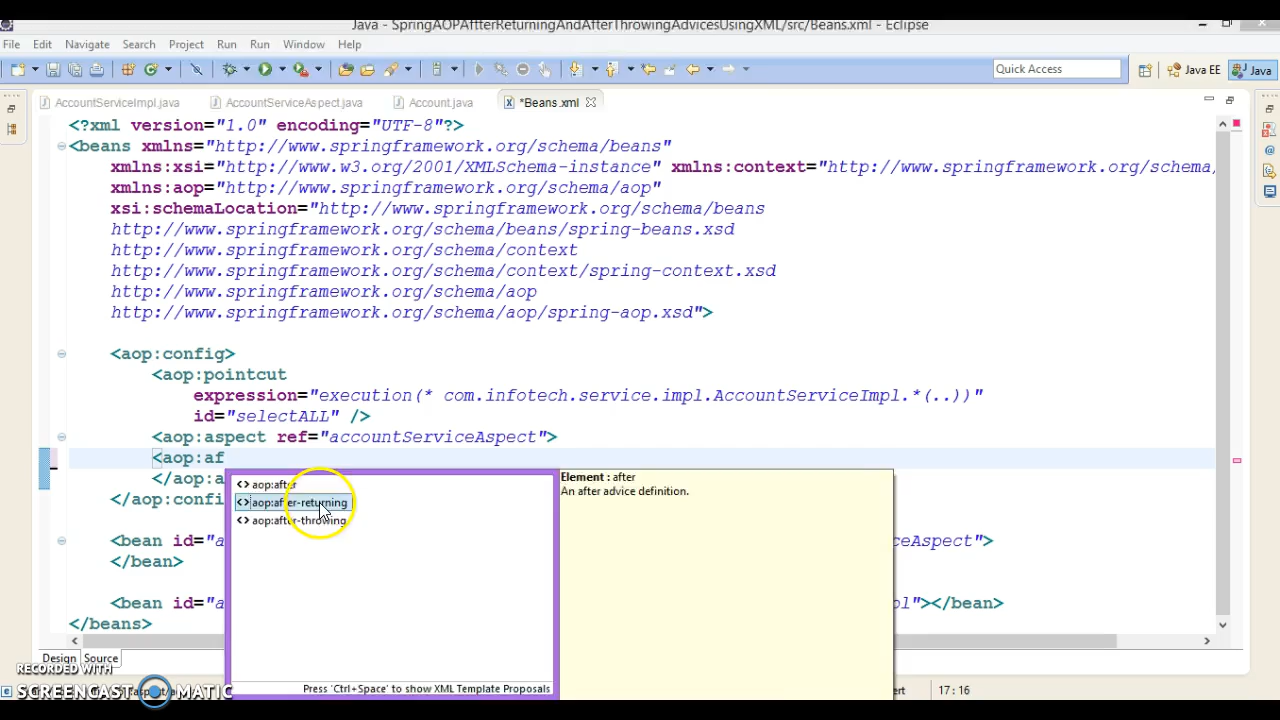 Java - SpringAOPAffterReturningAndAfterThrowingAdvicesUsingXML/src/Beans.xml - Eclipse
File Edit Navigate Search Project Run Run Window Help
Quick Access Java EE Java
AccountServiceImpl.java AccountServiceAspect.java Account.java *Beans.xml
<?xml version="1.0" encoding="UTF-8"?>
<beans xmlns="http://www.springframework.org/schema/beans"
xmlns:xsi="http://www.w3.org/2001/XMLSchema-instance" xmlns:context="http://www.springframework.org/schema,
xmlns:aop="http://www.springframework.org/schema/aop"
xsi:schemaLocation="http://www.springframework.org/schema/beans
http://www.springframework.org/schema/beans/spring-beans.xsd
http://www.springframework.org/schema/context
http://www.springframework.org/schema/context/spring-context.xsd
http://www.springframework.org/schema/aop
http://www.springframework.org/schema/aop/spring-aop.xsd">
<aop:config>
<aop:pointcut
expression="execution(* com.infotech.service.impl.AccountServiceImpl.*(..))"
id="selectALL" />
<aop:aspect ref="accountServiceAspect">
<aop:af
</aop:a
</aop:confi
<bean id="a ceAspect">
</bean>
<bean id="a ol"></bean>
</beans>
<> aop:after
<> aop:after-returning
<> aop:after-throwing
Press 'Ctrl+Space' to show XML Template Proposals
Element : after
An after advice definition.
Design Source
RECORDED WITH
SCREENCAST MATIC
ert 17 : 16